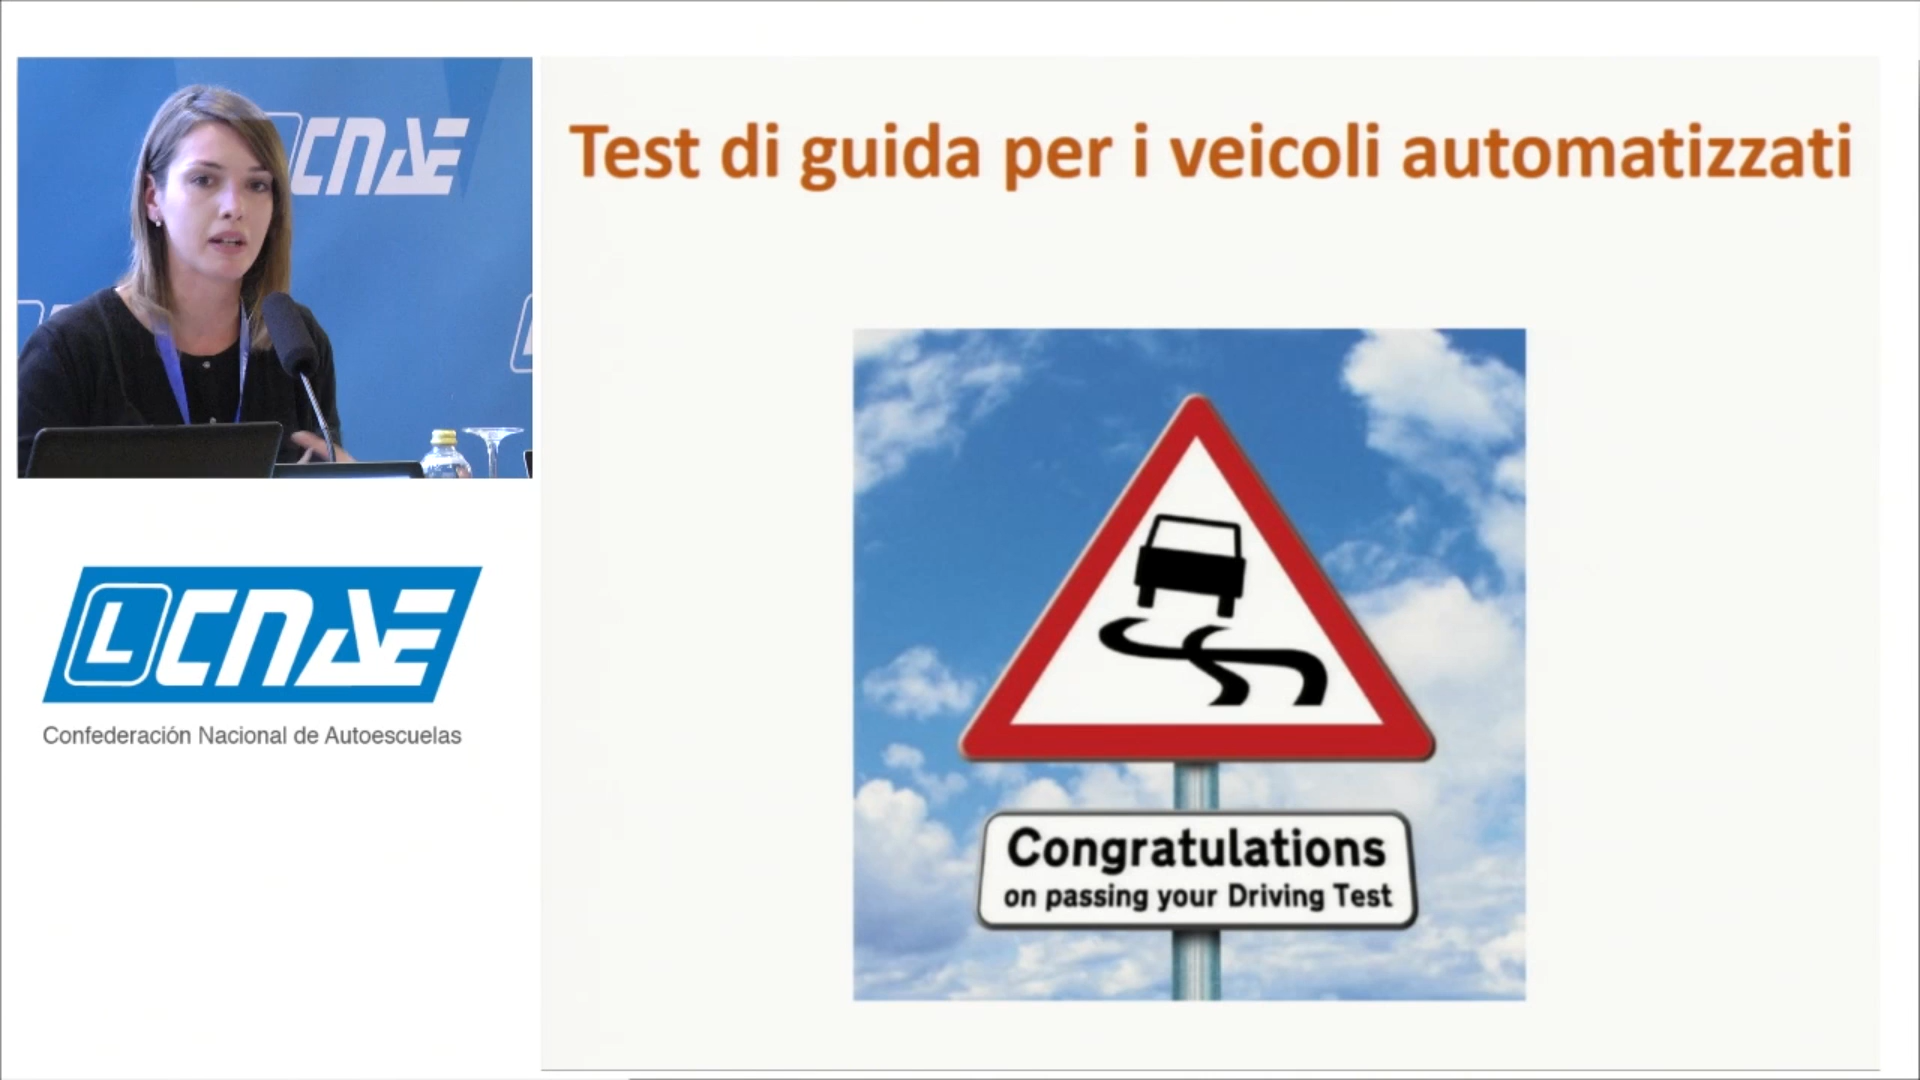 CNAE
Test di guida per i veicoli automatizzati
L CNAE
Confederación Nacional de Autoescuelas
Congratulations
on passing your Driving Test